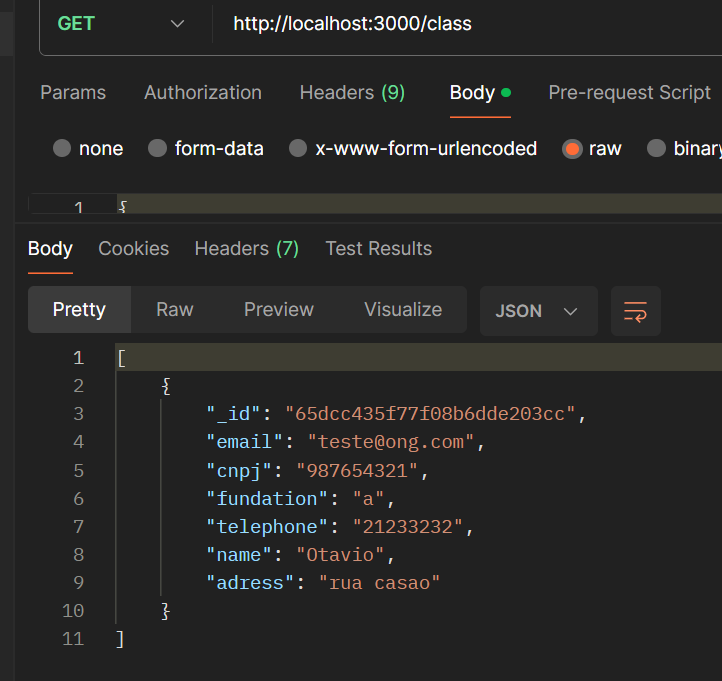 GET http://localhost:3000/class
Params Authorization Headers (9) Body Pre-request Script
none form-data x-www-form-urlencoded raw binary
1 {
Body Cookies Headers (7) Test Results
Pretty Raw Preview Visualize JSON
1 [
2 {
3 "_id": "65dcc435f77f08b6dde203cc",
4 "email": "teste@ong.com",
5 "cnpj": "987654321",
6 "fundation": "a",
7 "telephone": "21233232",
8 "name": "Otavio",
9 "adress": "rua casao"
10 }
11 ]